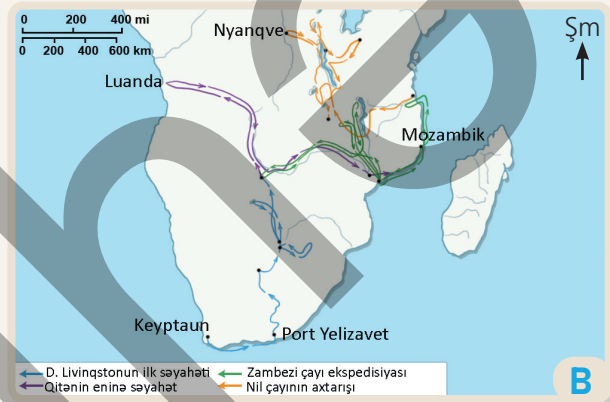 0 200 400 mi
0 200 400 600 km
Nyanqve
Şm
Luanda
Mozambik
Keyptaun
Port Yelizavet
D. Livinqstonun ilk səyahəti
Zambezi çayı ekspedisiyası
Qitənin eninə səyahət
Nil çayının axtarışı
B